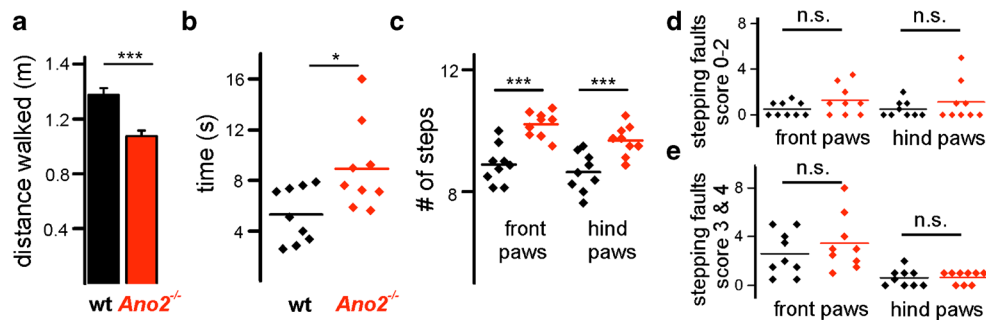 a
distance walked (m)
1.4
1.2
0.8
0.4
***
wt Ano2-/-
b
time (s)
16
12
8
4
*
wt Ano2-/-
c
# of steps
12
8
***
***
front paws
hind paws
d
stepping faults
score 0-2
8
4
0
n.s.
n.s.
front paws hind paws
e
stepping faults
score 3 & 4
8
4
0
n.s.
n.s.
front paws hind paws